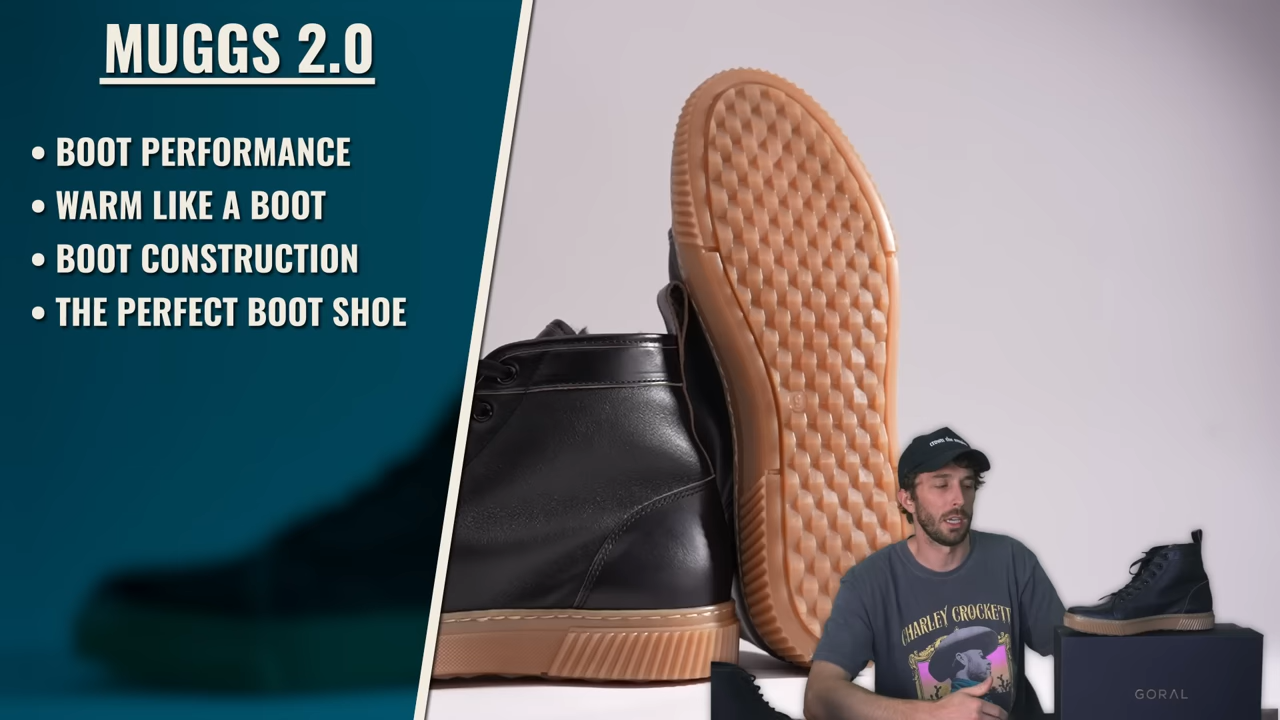 MUGGS 2.0
• BOOT PERFORMANCE
• WARM LIKE A BOOT
• BOOT CONSTRUCTION
• THE PERFECT BOOT SHOE
CHARLEY CROCKETT
GORAL